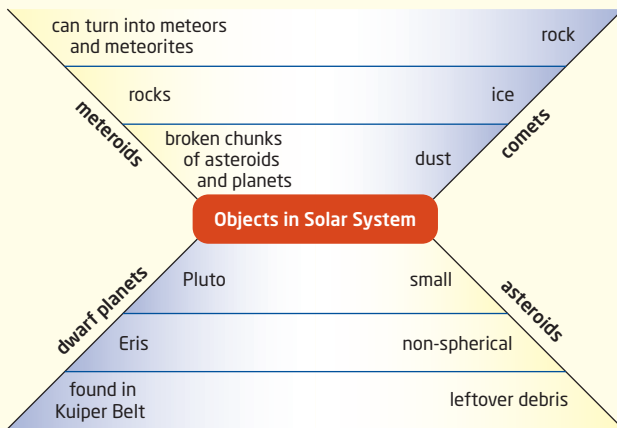 can turn into meteors
and meteorites
rock
rocks
ice
broken chunks
of asteroids
and planets
dust
meteroids
comets
Objects in Solar System
dwarf planets
asteroids
Pluto
small
Eris
non-spherical
found in
Kuiper Belt
leftover debris